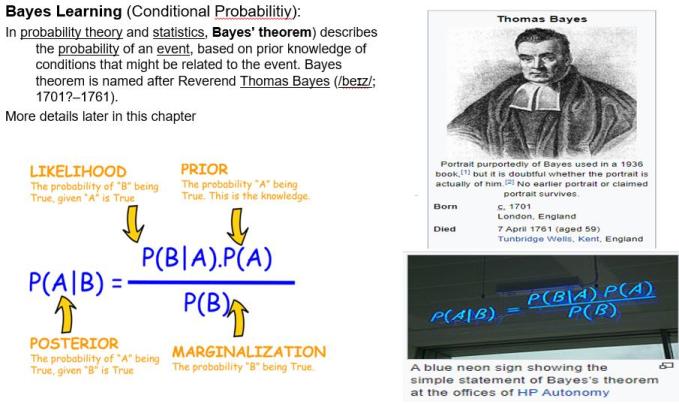 Bayes Learning (Conditional Probabilitiy):
In probability theory and statistics, Bayes' theorem) describes
the probability of an event, based on prior knowledge of
conditions that might be related to the event. Bayes
theorem is named after Reverend Thomas Bayes (/beɪz/;
1701?–1761).
More details later in this chapter
LIKELIHOOD
The probability of "B" being
True, given "A" is True
PRIOR
The probability "A" being
True. This is the knowledge.
P(A|B) = P(B|A).P(A)
P(B)
POSTERIOR
The probability of "A" being
True, given "B" is True
MARGINALIZATION
The probability "B" being True.
Thomas Bayes
Portrait purportedly of Bayes used in a 1936
book,[1] but it is doubtful whether the portrait is
actually of him.[2] No earlier portrait or claimed
portrait survives.
Born c. 1701
London, England
Died 7 April 1761 (aged 59)
Tunbridge Wells, Kent, England
P(A|B) = P(B|A) P(A)
P(B)
A blue neon sign showing the
simple statement of Bayes's theorem
at the offices of HP Autonomy